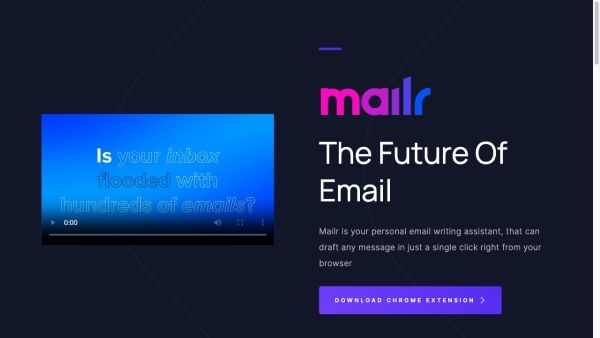 Is your inbox
flooded with
hundreds of emails?
0:00
mailr
The Future Of
Email
Mailr is your personal email writing assistant, that can
draft any message in just a single click right from your
browser
DOWNLOAD CHROME EXTENSION